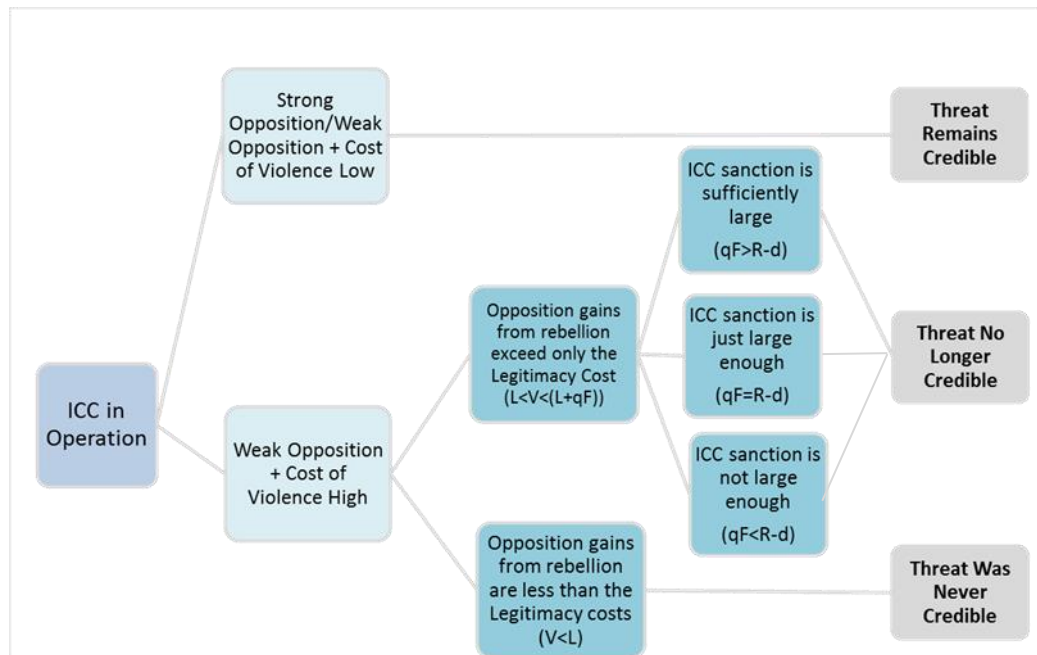 ICC in
Operation
Strong
Opposition/Weak
Opposition + Cost
of Violence Low
Weak Opposition
+ Cost of
Violence High
Opposition gains
from rebellion
exceed only the
Legitimacy Cost
(L<V<(L+qF))
Opposition gains
from rebellion
are less than the
Legitimacy costs
(V<L)
ICC sanction is
sufficiently
large
(qF>R-d)
ICC sanction is
just large
enough
(qF=R-d)
ICC sanction is
not large
enough
(qF<R-d)
Threat
Remains
Credible
Threat No
Longer
Credible
Threat Was
Never
Credible